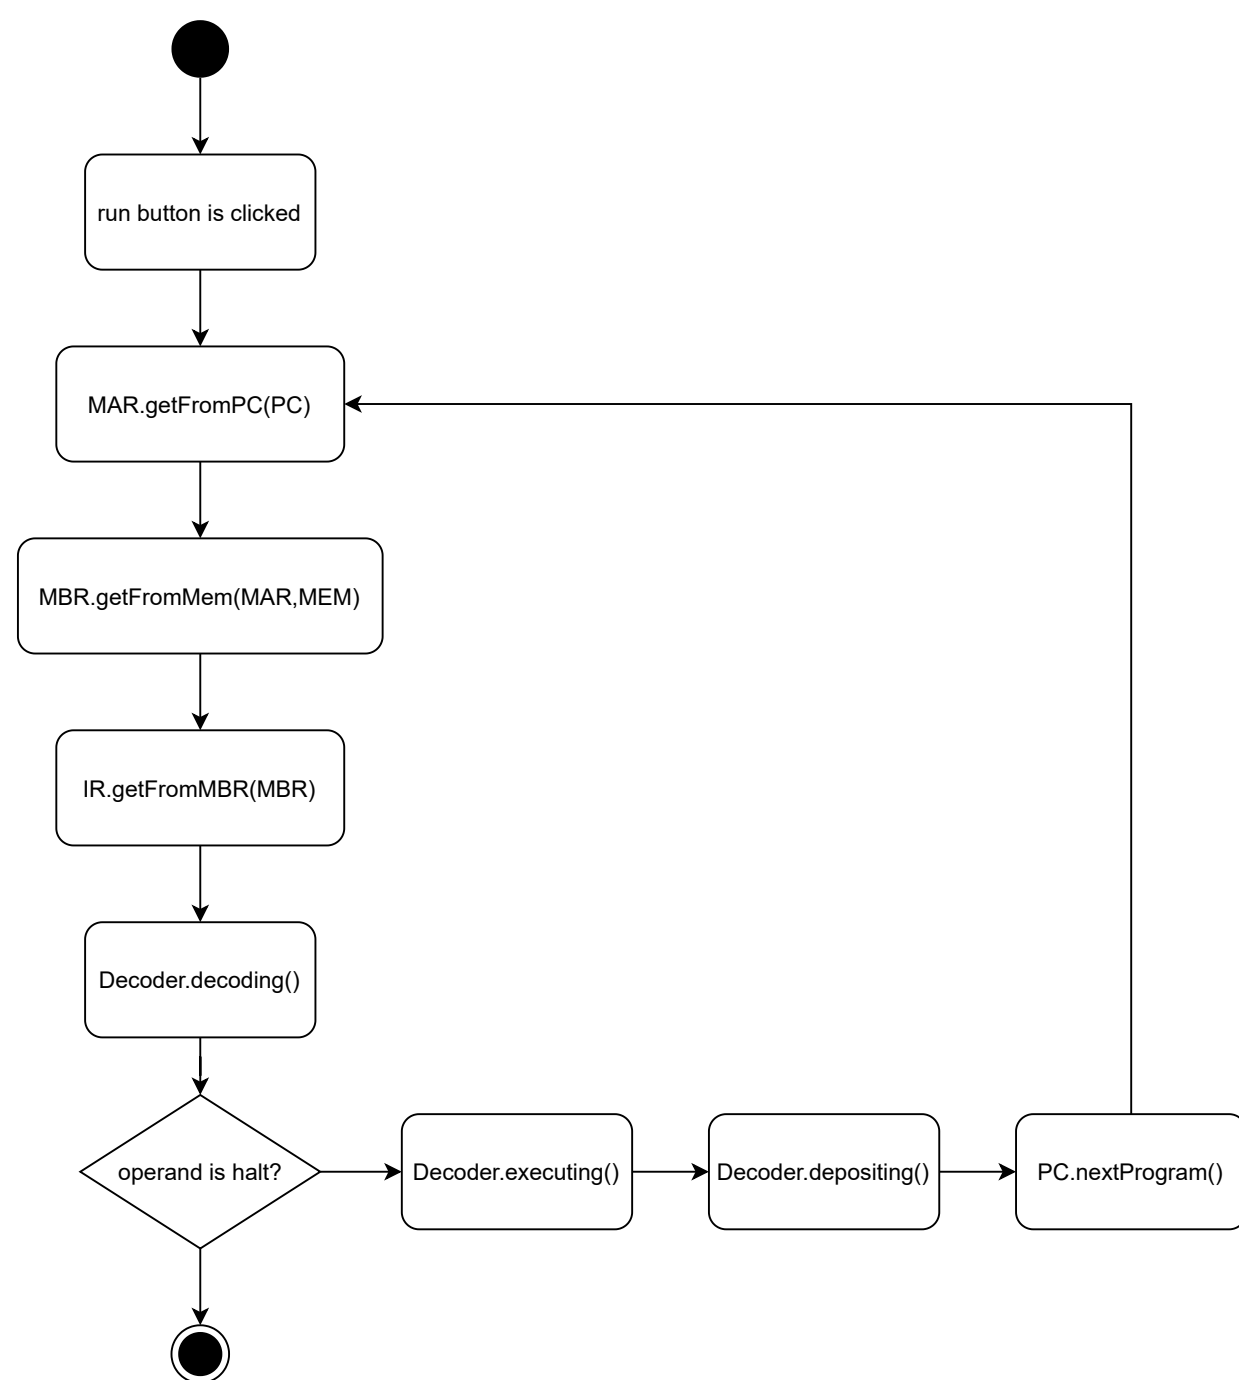 run button is clicked
MAR.getFromPC(PC)
MBR.getFromMem(MAR,MEM)
IR.getFromMBR(MBR)
Decoder.decoding()
operand is halt?
Decoder.executing()
Decoder.depositing()
PC.nextProgram()